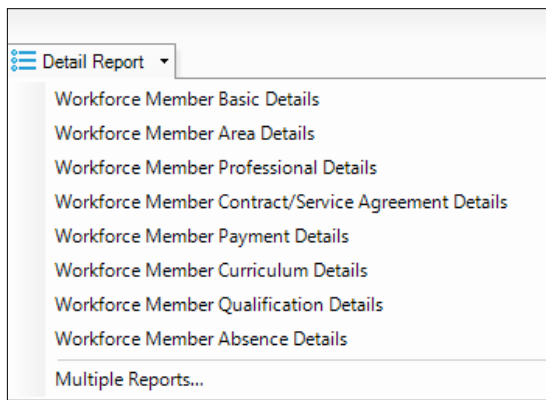 Detail Report
Workforce Member Basic Details
Workforce Member Area Details
Workforce Member Professional Details
Workforce Member Contract/Service Agreement Details
Workforce Member Payment Details
Workforce Member Curriculum Details
Workforce Member Qualification Details
Workforce Member Absence Details
Multiple Reports...